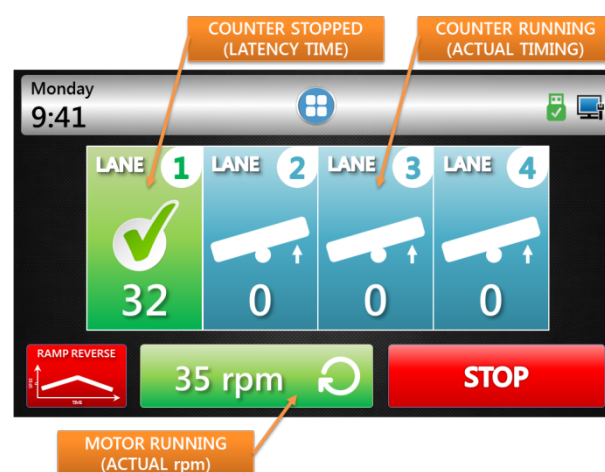 COUNTER STOPPED
(LATENCY TIME)
COUNTER RUNNING
(ACTUAL TIMING)
Monday
9:41
LANE 1
LANE 2
LANE 3
LANE 4
32
0
0
0
RAMP REVERSE
TIME
35 rpm
STOP
MOTOR RUNNING
(ACTUAL rpm)